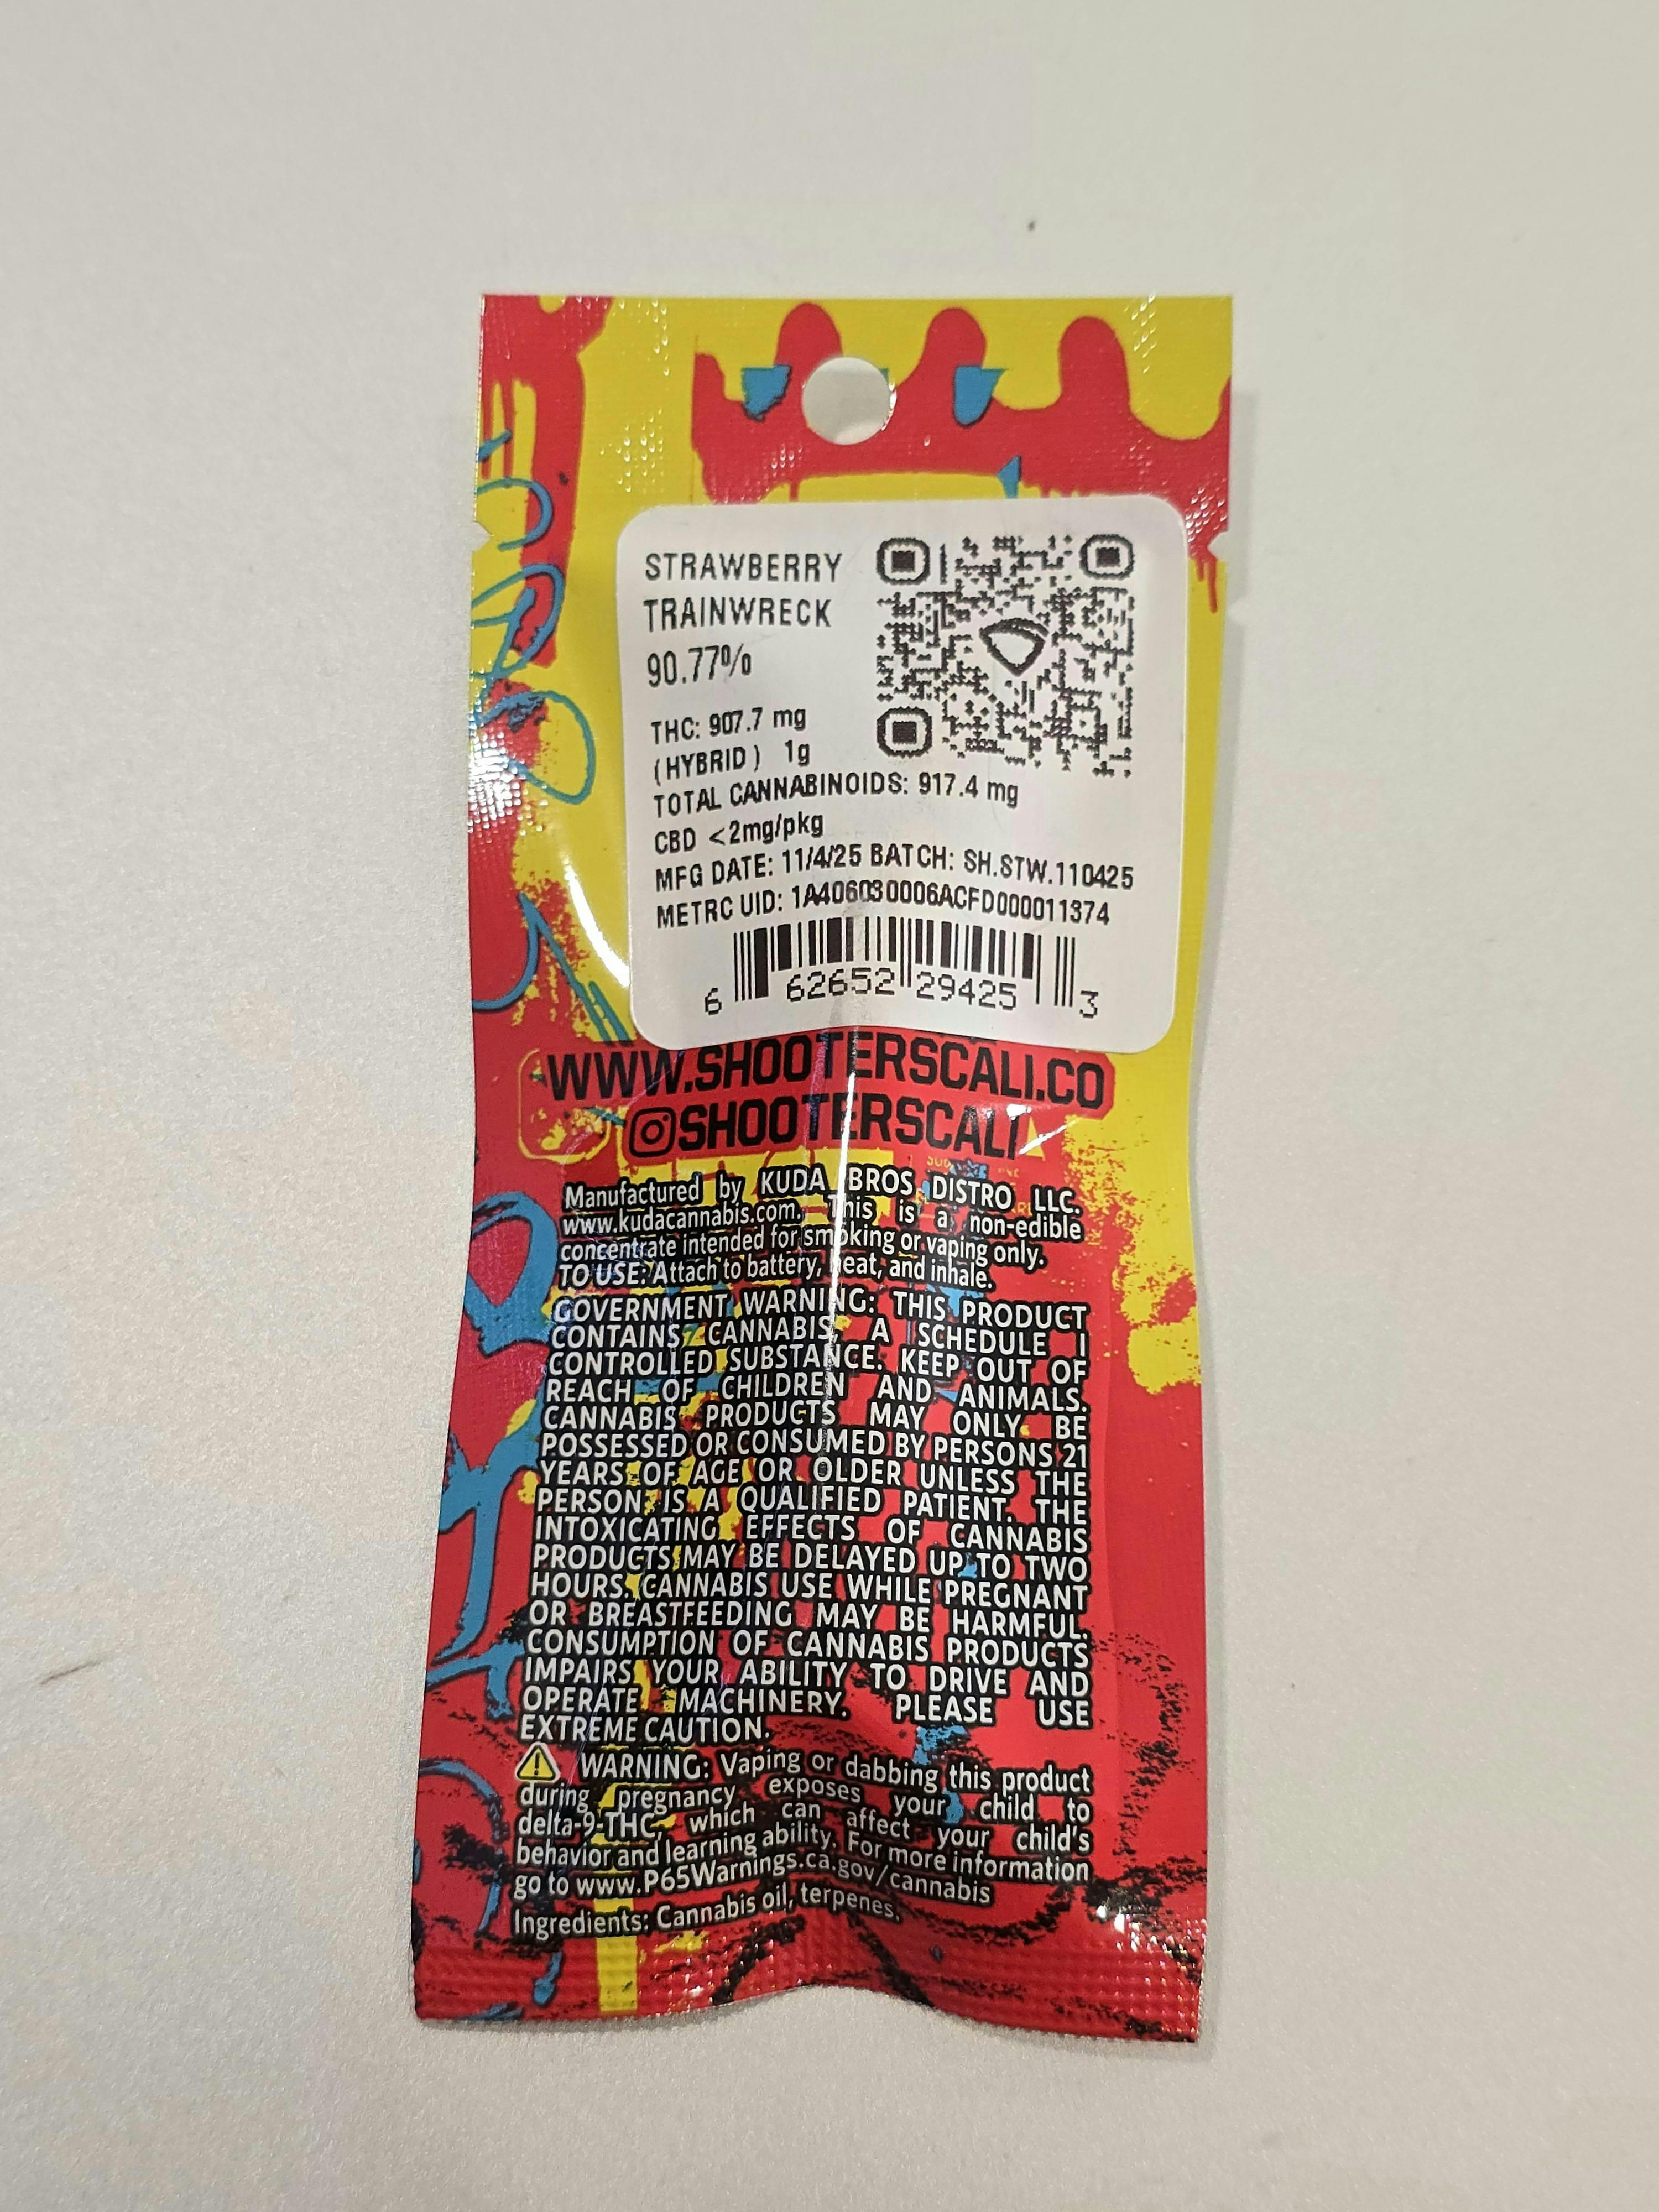 STRAWBERRY
TRAINWRECK
90.77%
THC: 907.7 mg
(HYBRID) 1g
TOTAL CANNABINOIDS: 917.4 mg
CBD <2mg/pkg
MFG DATE: 11/4/25 BATCH: SH.STW.110425
METRC UID: 1A406030006ACFD000011374
6 62652 29425 3
WWW.SHOOTERSCALI.CO
SHOOTERSCALI
Manufactured by KUDA BROS DISTRO LLC.
www.kudacannabis.com. This is a non-edible
concentrate intended for smoking or vaping only.
TO USE: Attach to battery, heat, and inhale.
GOVERNMENT WARNING: THIS PRODUCT
CONTAINS CANNABIS, A SCHEDULE I
CONTROLLED SUBSTANCE. KEEP OUT OF
REACH OF CHILDREN AND ANIMALS.
CANNABIS PRODUCTS MAY ONLY BE
POSSESSED OR CONSUMED BY PERSONS 21
YEARS OF AGE OR OLDER UNLESS THE
PERSON IS A QUALIFIED PATIENT. THE
INTOXICATING EFFECTS OF CANNABIS
PRODUCTS MAY BE DELAYED UP TO TWO
HOURS. CANNABIS USE WHILE PREGNANT
OR BREASTFEEDING MAY BE HARMFUL.
CONSUMPTION OF CANNABIS PRODUCTS
IMPAIRS YOUR ABILITY TO DRIVE AND
OPERATE MACHINERY. PLEASE USE
EXTREME CAUTION.
WARNING: Vaping or dabbing this product
during pregnancy exposes your child to
delta-9-THC, which can affect your child's
behavior and learning ability. For more information
go to www.P65Warnings.ca.gov/cannabis
Ingredients: Cannabis oil, terpenes.